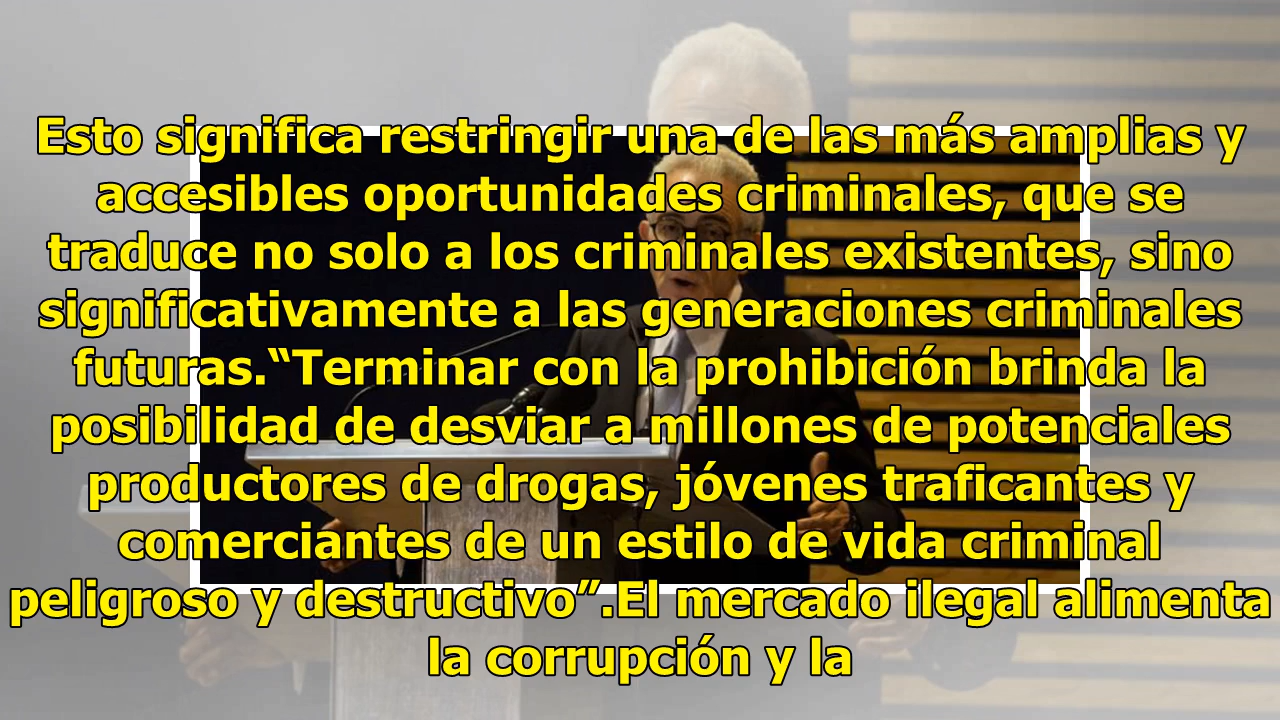 Esto significa restringir una de las más amplias y
accesibles oportunidades criminales, que se
traduce no solo a los criminales existentes, sino
significativamente a las generaciones criminales
futuras.“Terminar con la prohibición brinda la
posibilidad de desviar a millones de potenciales
productores de drogas, jóvenes traficantes y
comerciantes de un estilo de vida criminal
peligroso y destructivo”.El mercado ilegal alimenta
la corrupción y la